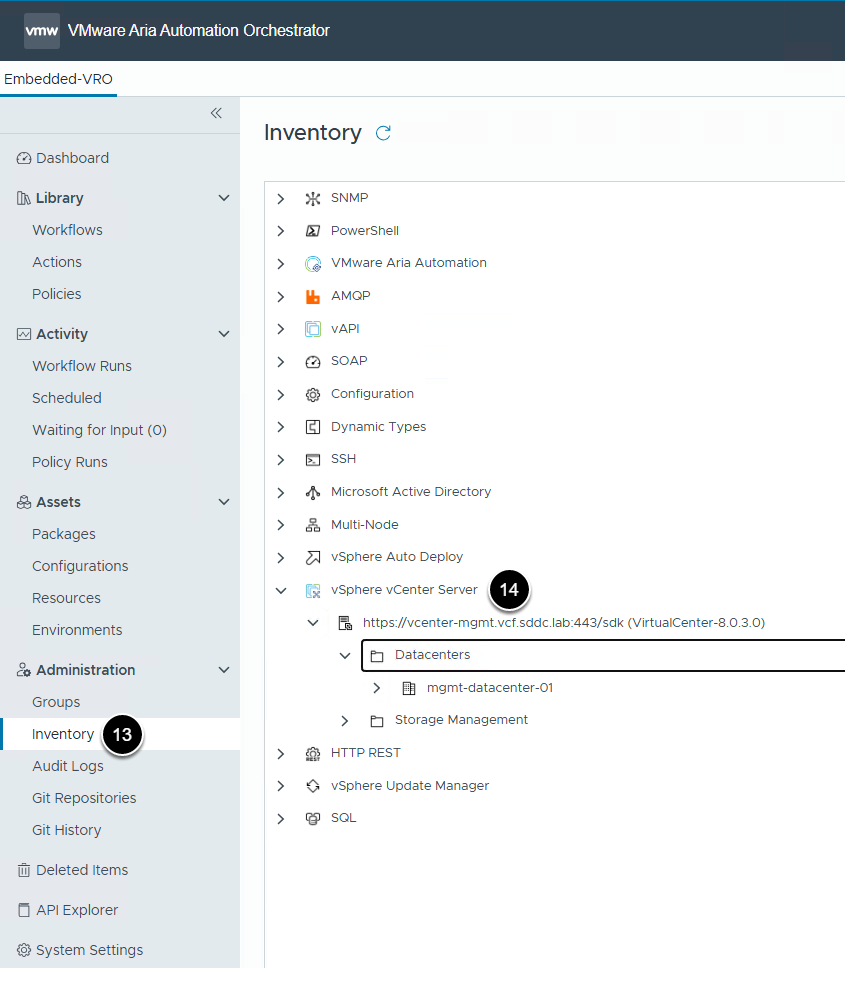 vmw VMware Aria Automation Orchestrator
Embedded-VRO
Dashboard
Library
Workflows
Actions
Policies
Activity
Workflow Runs
Scheduled
Waiting for Input (0)
Policy Runs
Assets
Packages
Configurations
Resources
Environments
Administration
Groups
Inventory 13
Audit Logs
Git Repositories
Git History
Deleted Items
API Explorer
System Settings
Inventory
SNMP
PowerShell
VMware Aria Automation
AMQP
vAPI
SOAP
Configuration
Dynamic Types
SSH
Microsoft Active Directory
Multi-Node
vSphere Auto Deploy
vSphere vCenter Server 14
https://vcenter-mgmt.vcf.sddc.lab:443/sdk (VirtualCenter-8.0.3.0)
Datacenters
mgmt-datacenter-01
Storage Management
REST HTTP REST
vSphere Update Manager
SQL